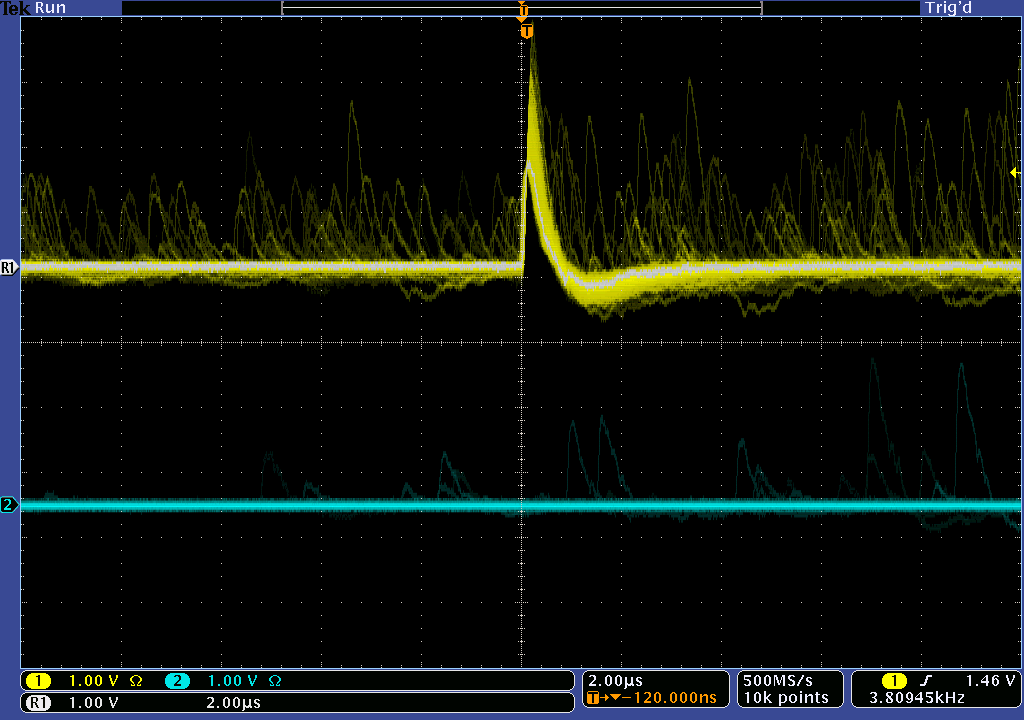 Tek Run Trig'd
T
R1
2
1 1.00 V Ω 2 1.00 V Ω
R1 1.00 V 2.00µs
2.00µs
T→▼−120.000ns
500MS/s
10k points
1 ∫ 1.46 V
3.80945kHz